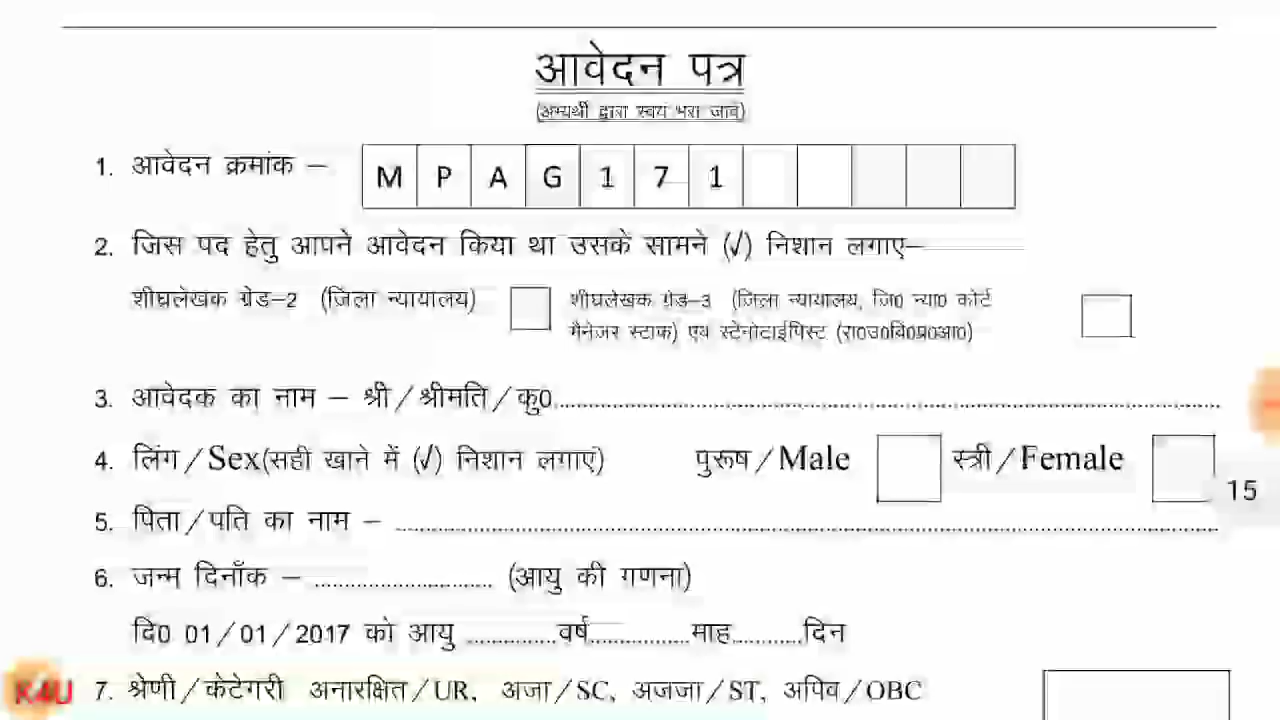 आवेदन पत्र
(अभ्यर्थी द्वारा स्वयं भरा जावे)
1. आवेदन क्रमांक – M P A G 1 7 1
2. जिस पद हेतु आपने आवेदन किया था उसके सामने (√) निशान लगाए–
शीघ्रलेखक ग्रेड–2 (जिला न्यायालय)
शीघ्रलेखक ग्रेड–3 (जिला न्यायालय, जि0 न्या0 कोर्ट
मैनेजर स्टाफ) एवं स्टेनोटाईपिस्ट (रा0उ0वि0प्र0आ0)
3. आवेदक का नाम – श्री / श्रीमति / कु0
4. लिंग / Sex(सही खाने में (√) निशान लगाएं) पुरूष / Male स्त्री / Female
15
5. पिता / पति का नाम –
6. जन्म दिनाँक – (आयु की गणना)
दि0 01 / 01 / 2017 को आयु वर्ष माह दिन
K4U
7. श्रेणी / केटेगरी अनारक्षित / UR, अजा / SC, अजजा / ST, अपिव / OBC